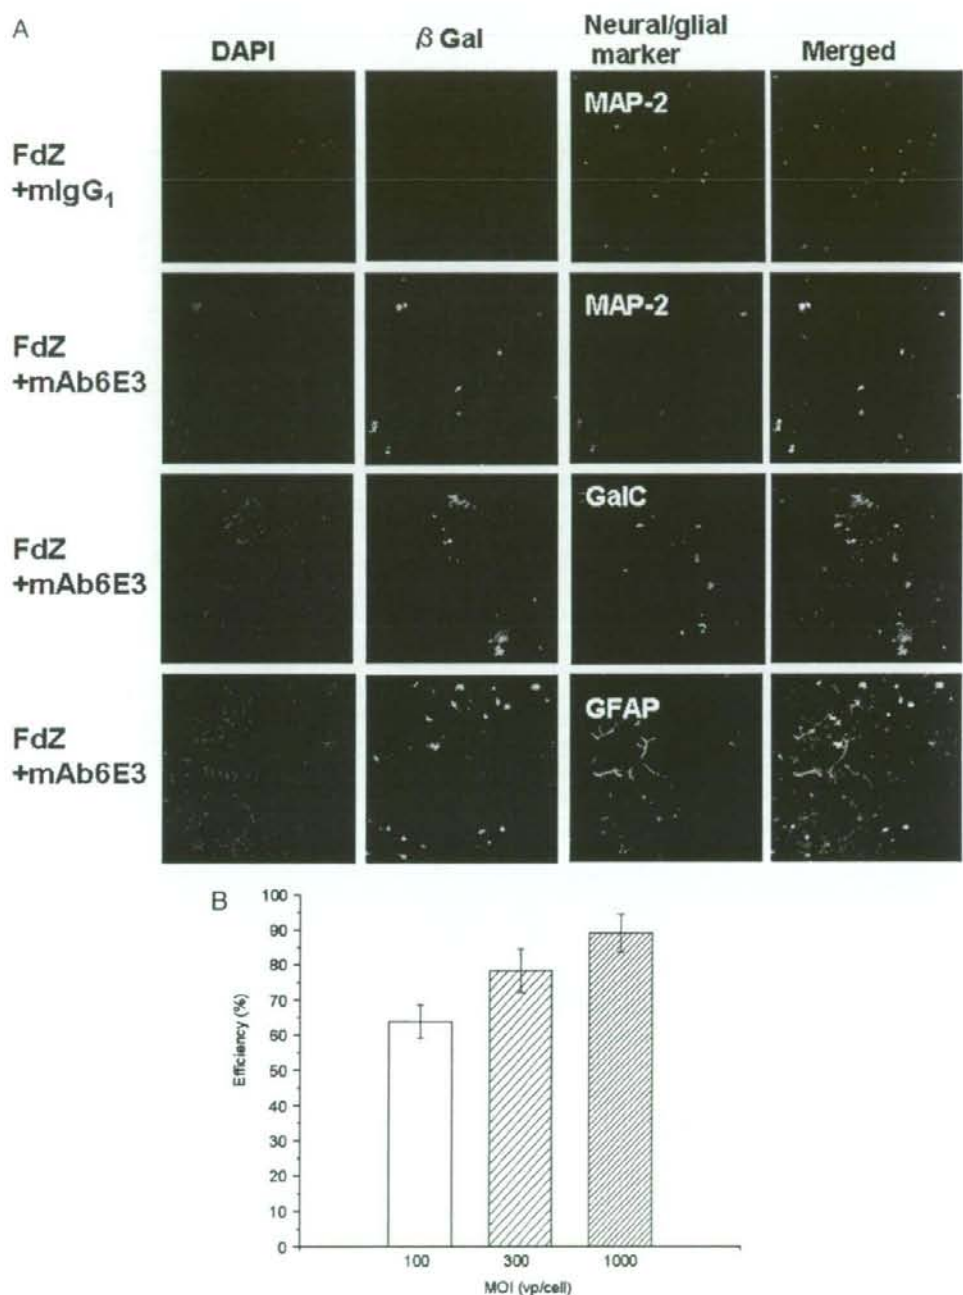 A
DAPI
β Gal
Neural/glial
marker
Merged
FdZ
+mIgG₁
MAP-2
FdZ
+mAb6E3
MAP-2
FdZ
+mAb6E3
GalC
FdZ
+mAb6E3
GFAP
B
100
90
80
70
60
50
40
30
20
10
0
Efficiency (%)
100
300
1000
MOI (vp/cell)